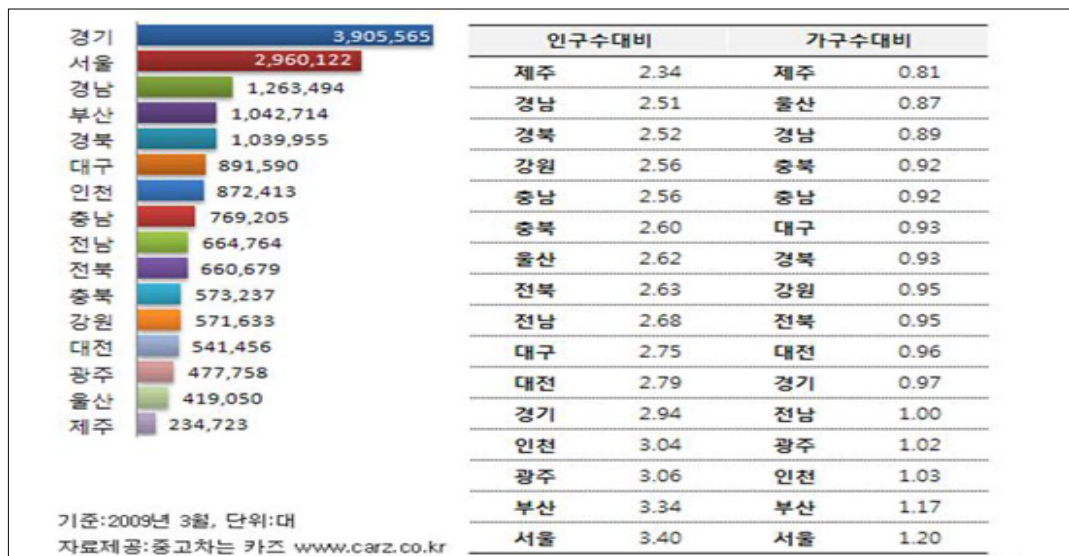 경기 3,905,565
서울 2,960,122
경남 1,263,494
부산 1,042,714
경북 1,039,955
대구 891,590
인천 872,413
충남 769,205
전남 664,764
전북 660,679
충북 573,237
강원 571,633
대전 541,456
광주 477,758
울산 419,050
제주 234,723
기준:2009년 3월, 단위:대
자료제공:중고차는 카즈 www.carz.co.kr
인구수대비 가구수대비
제주 2.34 제주 0.81
경남 2.51 울산 0.87
경북 2.52 경남 0.89
강원 2.56 충북 0.92
충남 2.56 충남 0.92
충북 2.60 대구 0.93
울산 2.62 경북 0.93
전북 2.63 강원 0.95
전남 2.68 전북 0.95
대구 2.75 대전 0.96
대전 2.79 경기 0.97
경기 2.94 전남 1.00
인천 3.04 광주 1.02
광주 3.06 인천 1.03
부산 3.34 부산 1.17
서울 3.40 서울 1.20